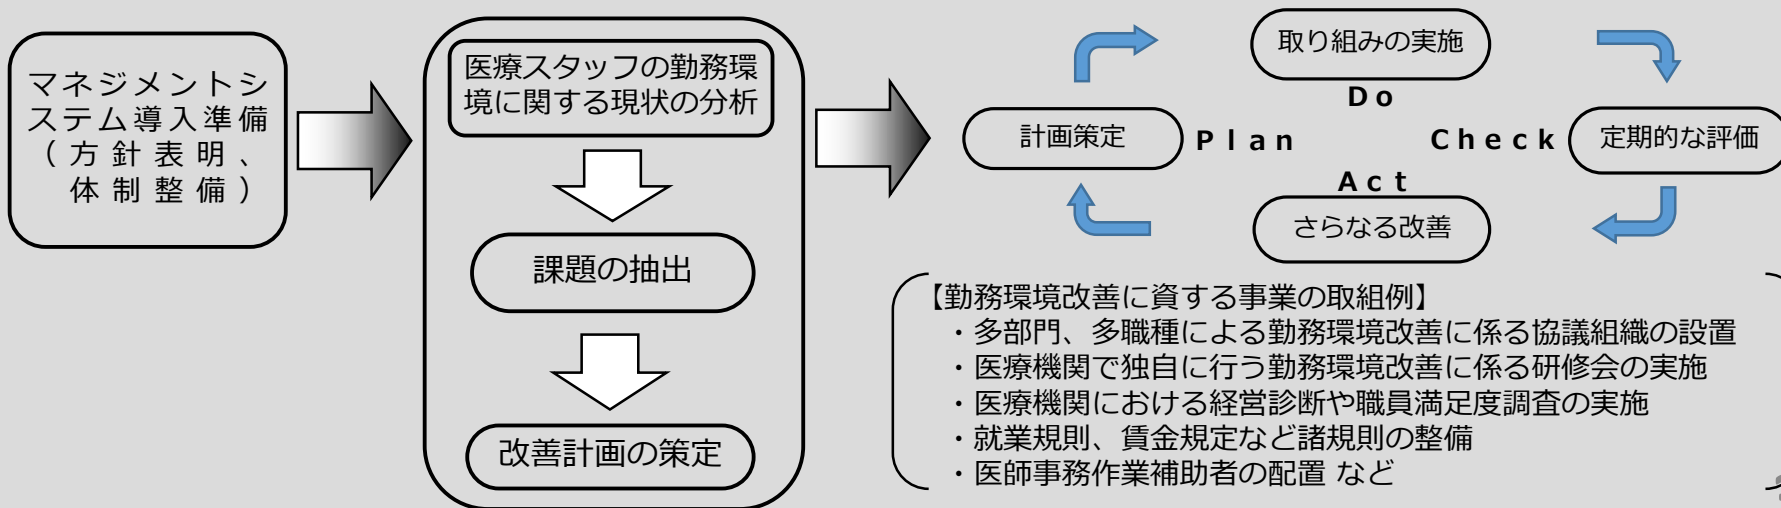 マネジメントシ
ステム導入準備
（方針表明、
体制整備）
医療スタッフの勤務環
境に関する現状の分析
課題の抽出
改善計画の策定
取り組みの実施
Do
計画策定
Plan
Check
定期的な評価
Act
さらなる改善
【勤務環境改善に資する事業の取組例】
・多部門、多職種による勤務環境改善に係る協議組織の設置
・医療機関で独自に行う勤務環境改善に係る研修会の実施
・医療機関における経営診断や職員満足度調査の実施
・就業規則、賃金規定など諸規則の整備
・医師事務作業補助者の配置 など